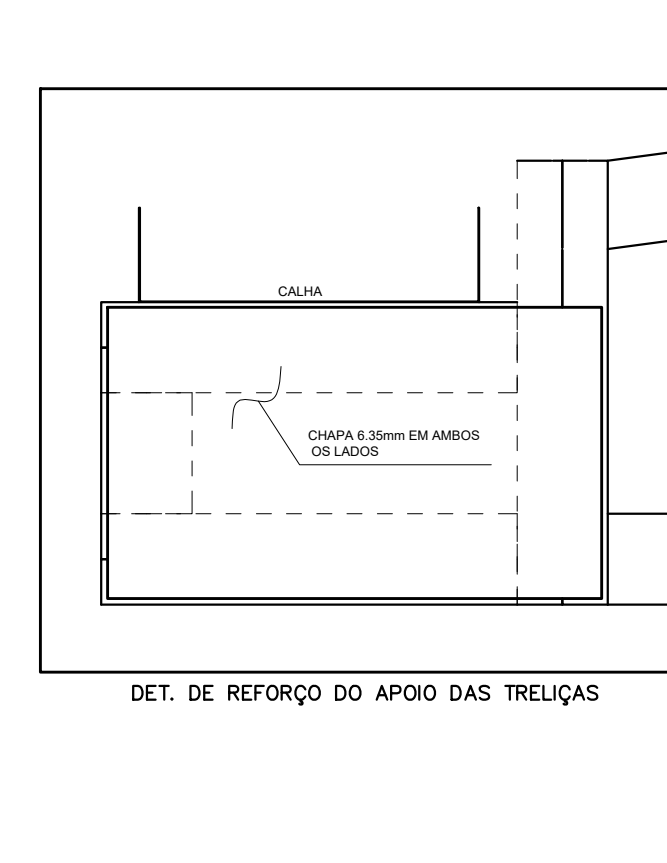 CALHA
CHAPA 6.35mm EM AMBOS
OS LADOS
DET. DE REFORÇO DO APOIO DAS TRELIÇAS